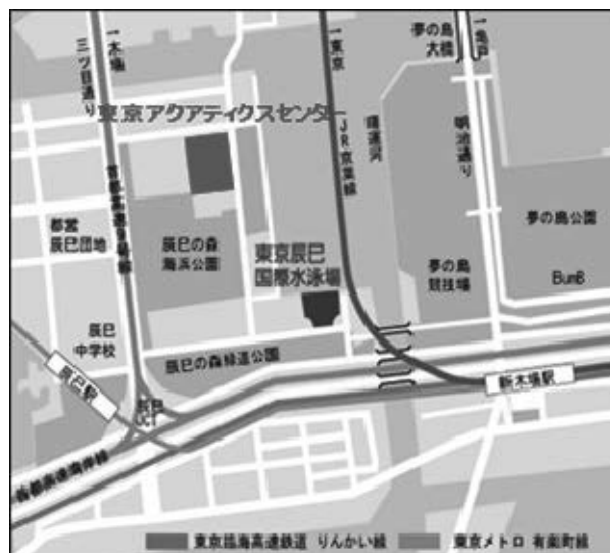 三ツ目通り
→木場
→東京
夢の島
大橋
→亀戸
東京アクアティクスセンター
JR京葉線
曙運河
明治通り
首都高速9号線
都営
辰巳団地
辰巳の森
海浜公園
東京辰巳
国際水泳場
夢の島
競技場
夢の島公園
BumB
辰巳
中学校
辰巳の森緑道公園
辰巳駅
辰巳
JCT
新木場駅
首都高速湾岸線
東京臨海高速鉄道 りんかい線
東京メトロ 有楽町線